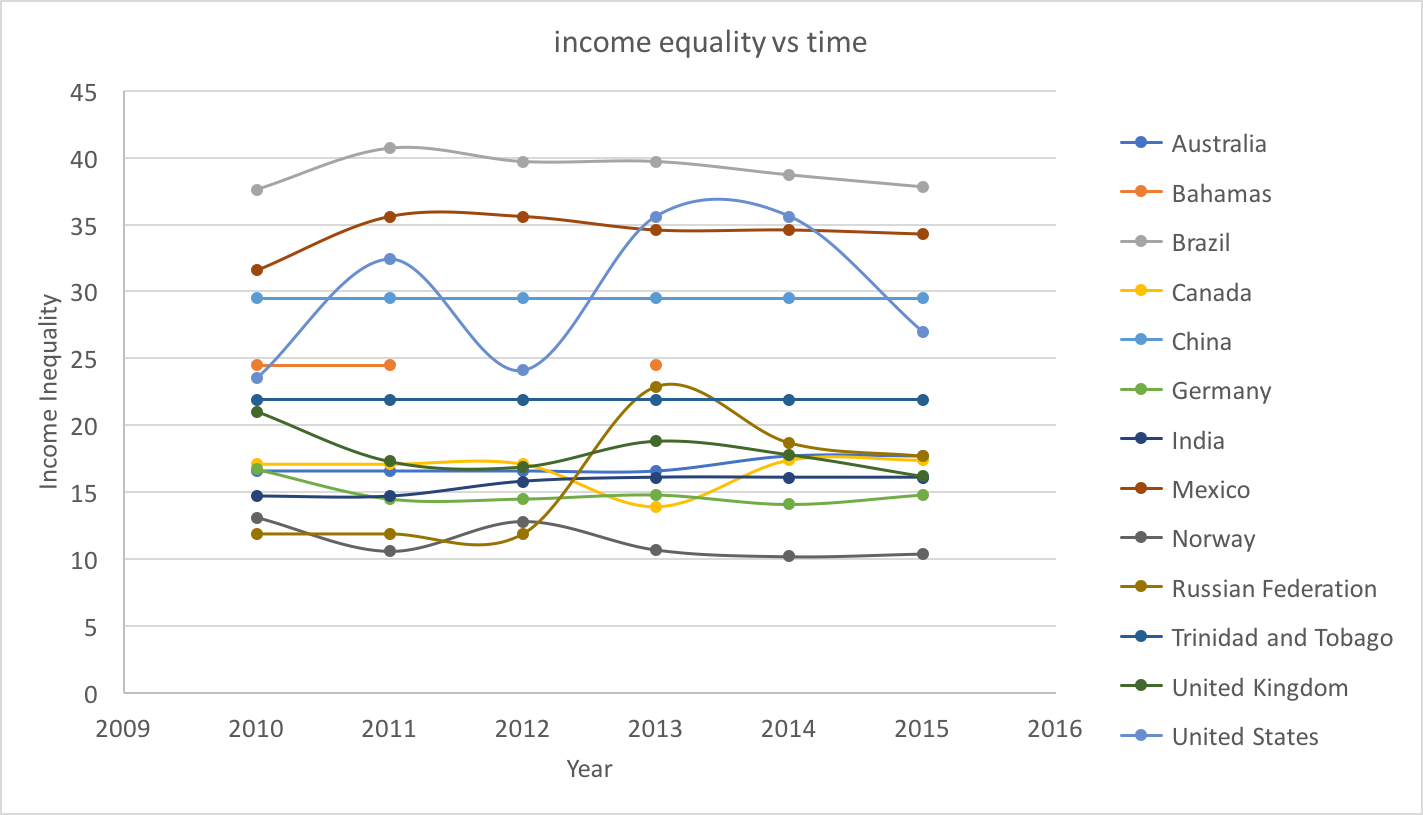 income equality vs time
45
40
35
30
25
20
15
10
5
0
Income Inequality
2009 2010 2011 2012 2013 2014 2015 2016
Year
Australia
Bahamas
Brazil
Canada
China
Germany
India
Mexico
Norway
Russian Federation
Trinidad and Tobago
United Kingdom
United States